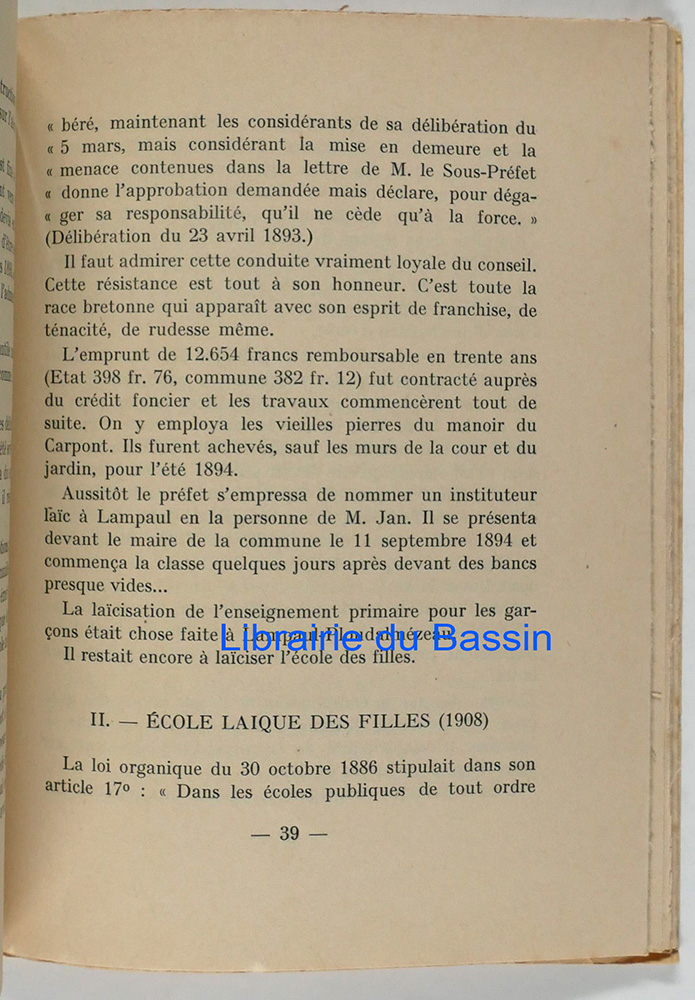 « béré, maintenant les considérants de sa délibération du
« 5 mars, mais considérant la mise en demeure et la
« menace contenues dans la lettre de M. le Sous-Préfet
« donne l'approbation demandée mais déclare, pour déga-
« ger sa responsabilité, qu'il ne cède qu'à la force. »
(Délibération du 23 avril 1893.)
Il faut admirer cette conduite vraiment loyale du conseil.
Cette résistance est tout à son honneur. C'est toute la
race bretonne qui apparaît avec son esprit de franchise, de
ténacité, de rudesse même.
L'emprunt de 12.654 francs remboursable en trente ans
(Etat 398 fr. 76, commune 382 fr. 12) fut contracté auprès
du crédit foncier et les travaux commencèrent tout de
suite. On y employa les vieilles pierres du manoir du
Carpont. Ils furent achevés, sauf les murs de la cour et du
jardin, pour l'été 1894.
Aussitôt le préfet s'empressa de nommer un instituteur
laïc à Lampaul en la personne de M. Jan. Il se présenta
devant le maire de la commune le 11 septembre 1894 et
commença la classe quelques jours après devant des bancs
presque vides...
La laïcisation de l'enseignement primaire pour les gar-
çons était chose faite à Lampaul-Ploudalmézeau.
Librairie du Bassin
Il restait encore à laïciser l'école des filles.
II. — ÉCOLE LAIQUE DES FILLES (1908)
La loi organique du 30 octobre 1886 stipulait dans son
article 17º : « Dans les écoles publiques de tout ordre
— 39 —